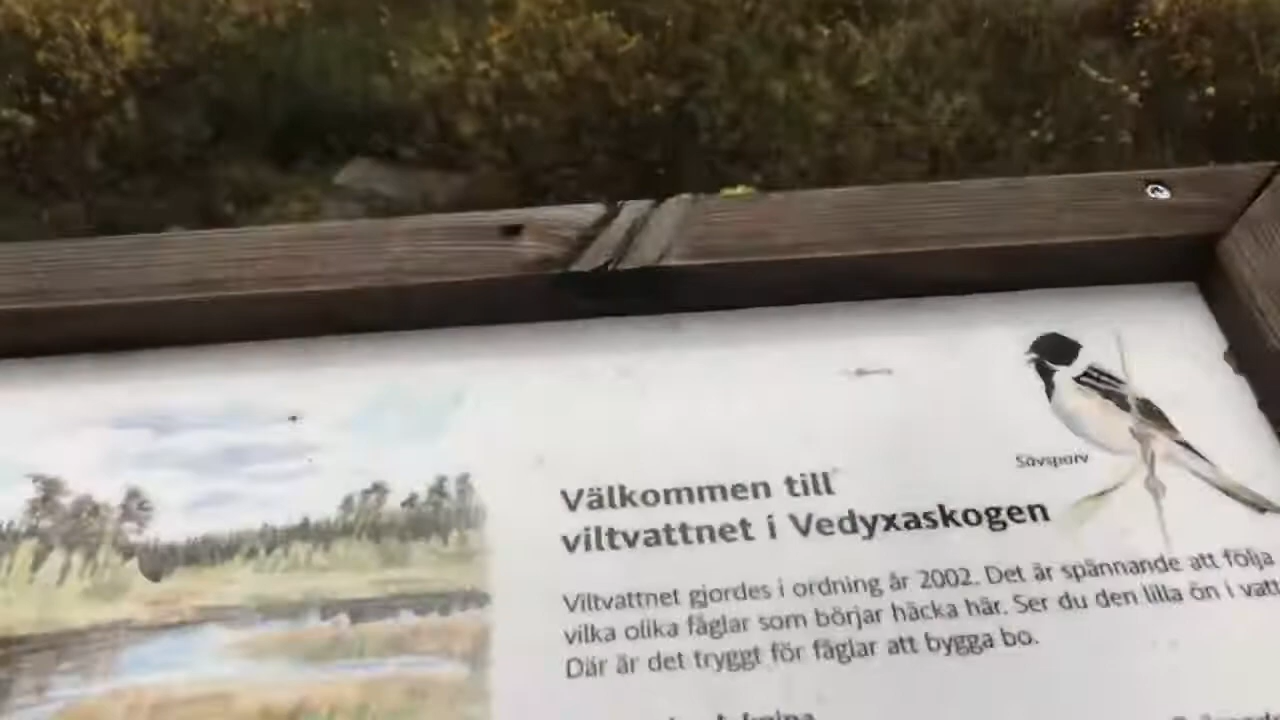 Sävsparv
Välkommen till
viltvattnet i Vedyxaskogen
Viltvattnet gjordes i ordning år 2002. Det är spännande att följa
vilka olika fåglar som börjar häcka här. Ser du den lilla ön i vatt
Där är det tryggt för fåglar att bygga bo.